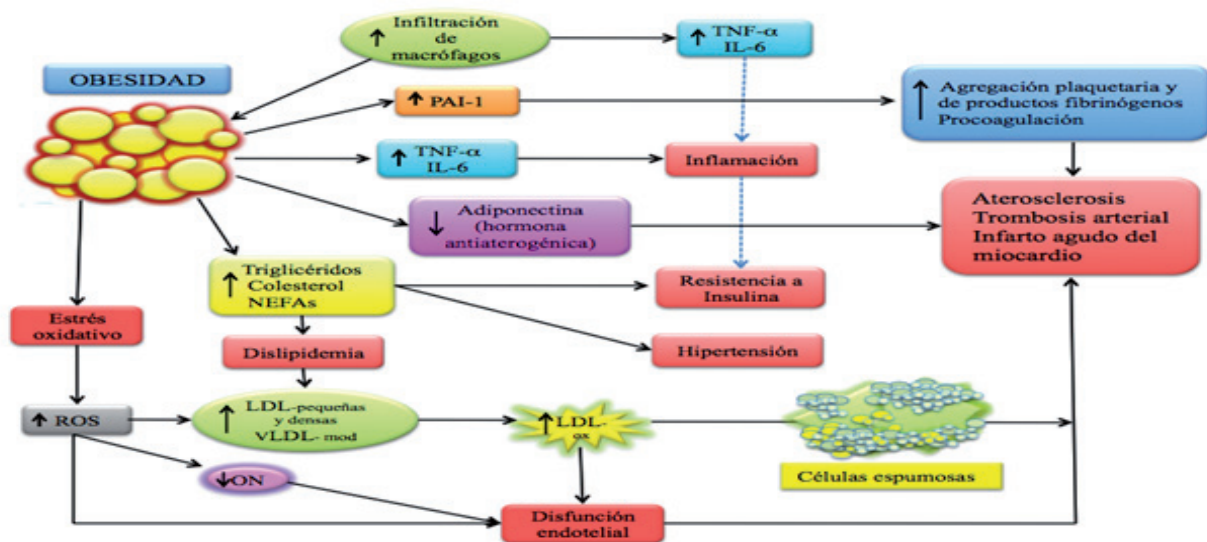 Infiltración
de
macrófagos
TNF-α
IL-6
OBESIDAD
PAI-1
Agregación plaquetaria y
de productos fibrinógenos
Procoagulación
TNF-α
IL-6
Inflamación
Adiponectina
(hormona
antiaterogénica)
Aterosclerosis
Trombosis arterial
Infarto agudo del
miocardio
Triglicéridos
Colesterol
NEFAs
Resistencia a
Insulina
Estrés
oxidativo
Dislipidemia
Hipertensión
ROS
LDL-pequeñas
y densas
VLDL- mod
LDL-
ox
ON
Células espumosas
Disfunción
endotelial